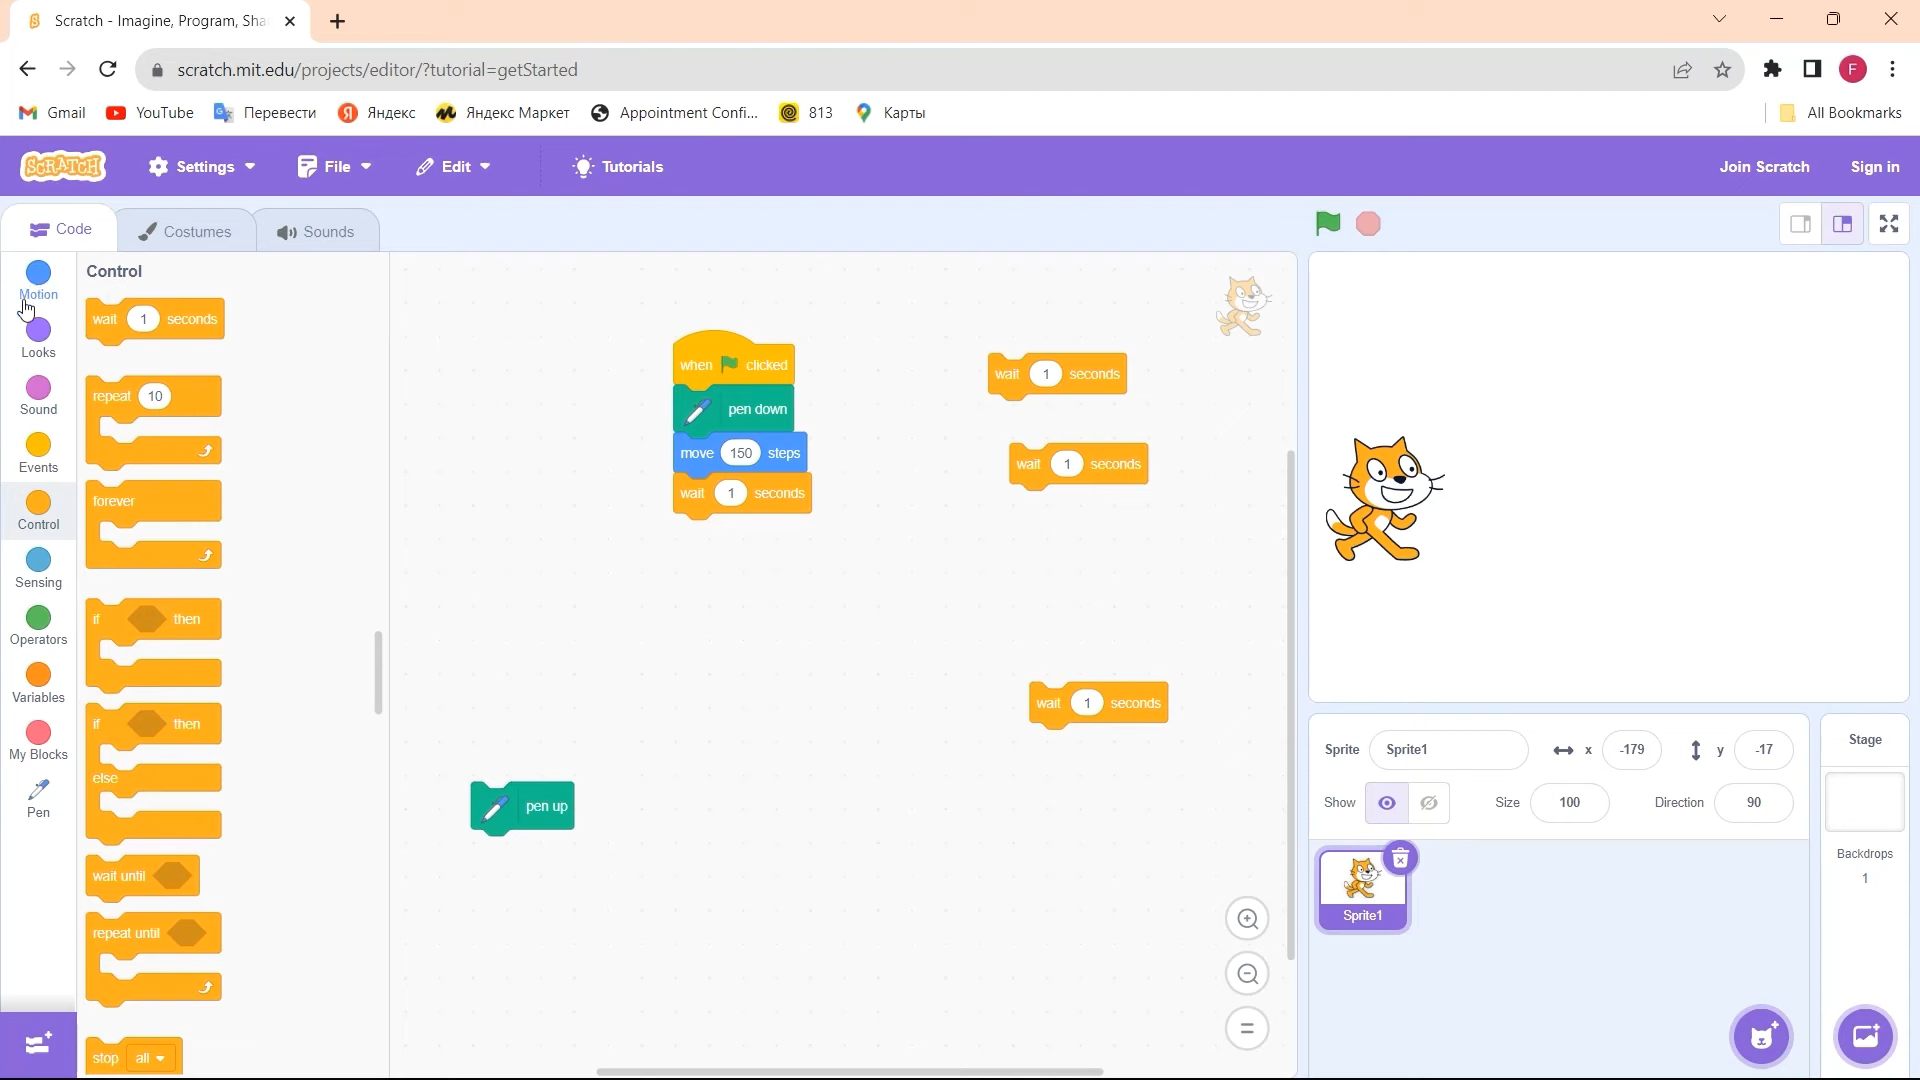 Scratch - Imagine, Program, Sha
scratch.mit.edu/projects/editor/?tutorial=getStarted
F
Gmail YouTube Перевести Яндекс Яндекс Маркет Appointment Confi... 813 Карты All Bookmarks
SCRATCH Settings File Edit Tutorials Join Scratch Sign in
Code Costumes Sounds
Motion
Looks
Sound
Events
Control
Sensing
Operators
Variables
My Blocks
Pen
Control
wait 1 seconds
repeat 10
forever
if then
if then
else
wait until
repeat until
stop all
when clicked
pen down
move 150 steps
wait 1 seconds
wait 1 seconds
wait 1 seconds
wait 1 seconds
pen up
Sprite Sprite1 x -179 y -17
Show Size 100 Direction 90
Sprite1
Stage
Backdrops
1